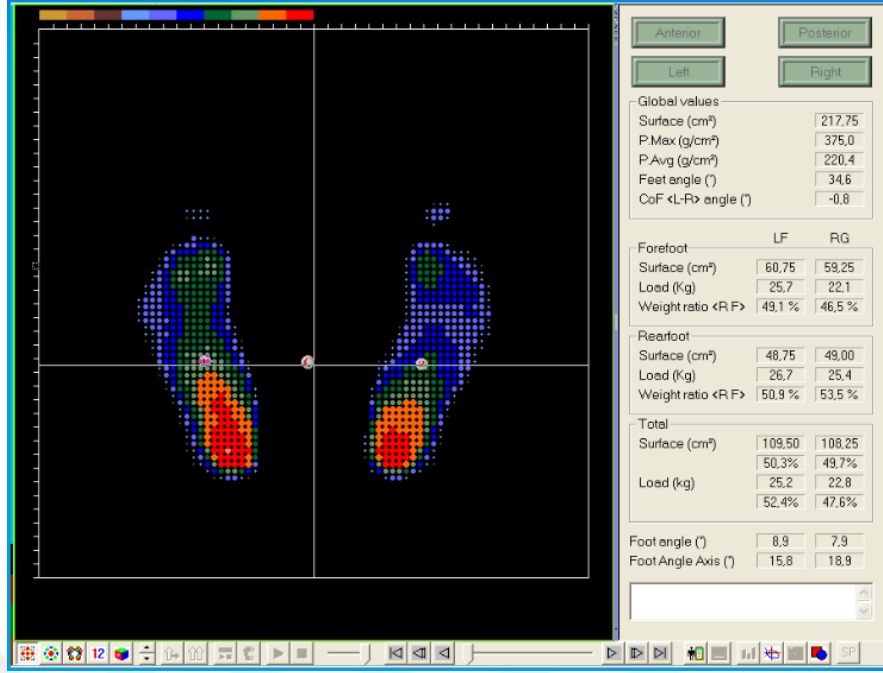 Anterior Posterior
Left Right
Global values
Surface (cm²) 217,75
P.Max (g/cm²) 375,0
P.Avg (g/cm²) 220,4
Feet angle (°) 34,6
CoF <L-R> angle (°) -0,8
LF RG
Forefoot
Surface (cm²) 60,75 59,25
Load (Kg) 25,7 22,1
Weight ratio <R F> 49,1 % 46,5 %
Rearfoot
Surface (cm²) 48,75 49,00
Load (Kg) 26,7 25,4
Weight ratio <R F> 50,9 % 53,5 %
Total
Surface (cm²) 109,50 108,25
50,3% 49,7%
Load (kg) 25,2 22,8
52,4% 47,6%
Foot angle (°) 8,9 7,9
Foot Angle Axis (°) 15,8 18,9
12 SP